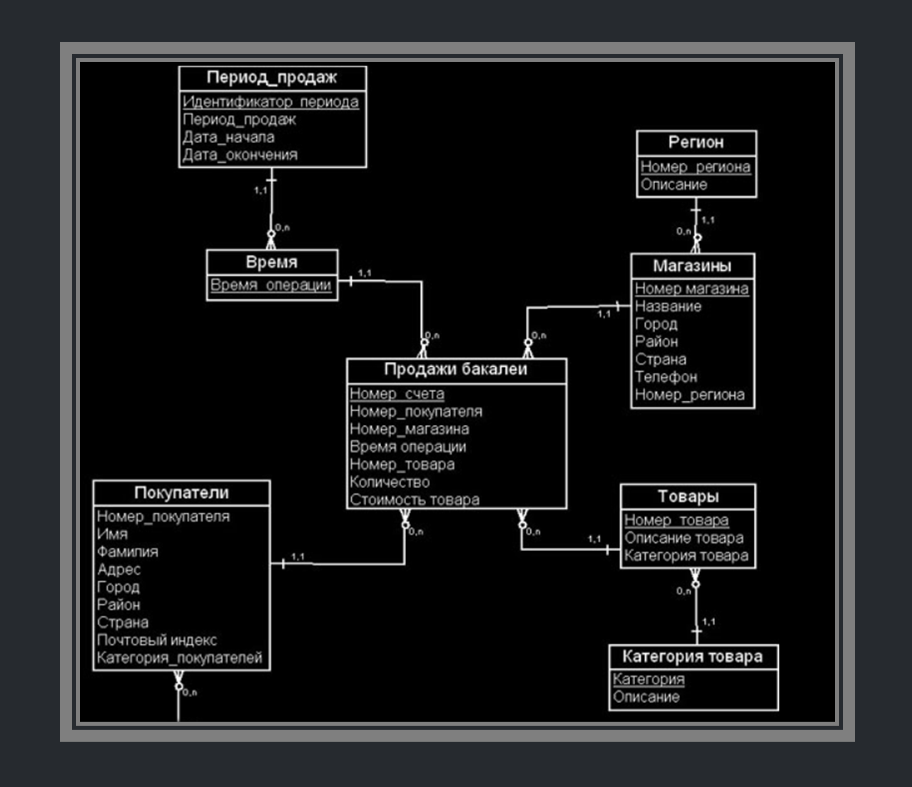 Период_продаж
Идентификатор_периода
Период_продаж
Дата_начала
Дата_окончения
1,1
0,n
Регион
Номер_региона
Описание
1,1
0,n
Время
Время_операции
1,1
0,n
Магазины
Номер магазина
Название
Город
Район
Страна
Телефон
Номер_региона
1,1
0,n
Продажи бакалеи
Номер_счета
Номер_покупателя
Номер_магазина
Время операции
Номер_товара
Количество
Стоимость товара
0,n
0,n
Покупатели
Номер_покупателя
Имя
Фамилия
Адрес
Город
Район
Страна
Почтовый индекс
Категория_покупателей
1,1
0,n
Товары
Номер_товара
Описание товара
Категория товара
1,1
0,n
1,1
Категория товара
Категория
Описание